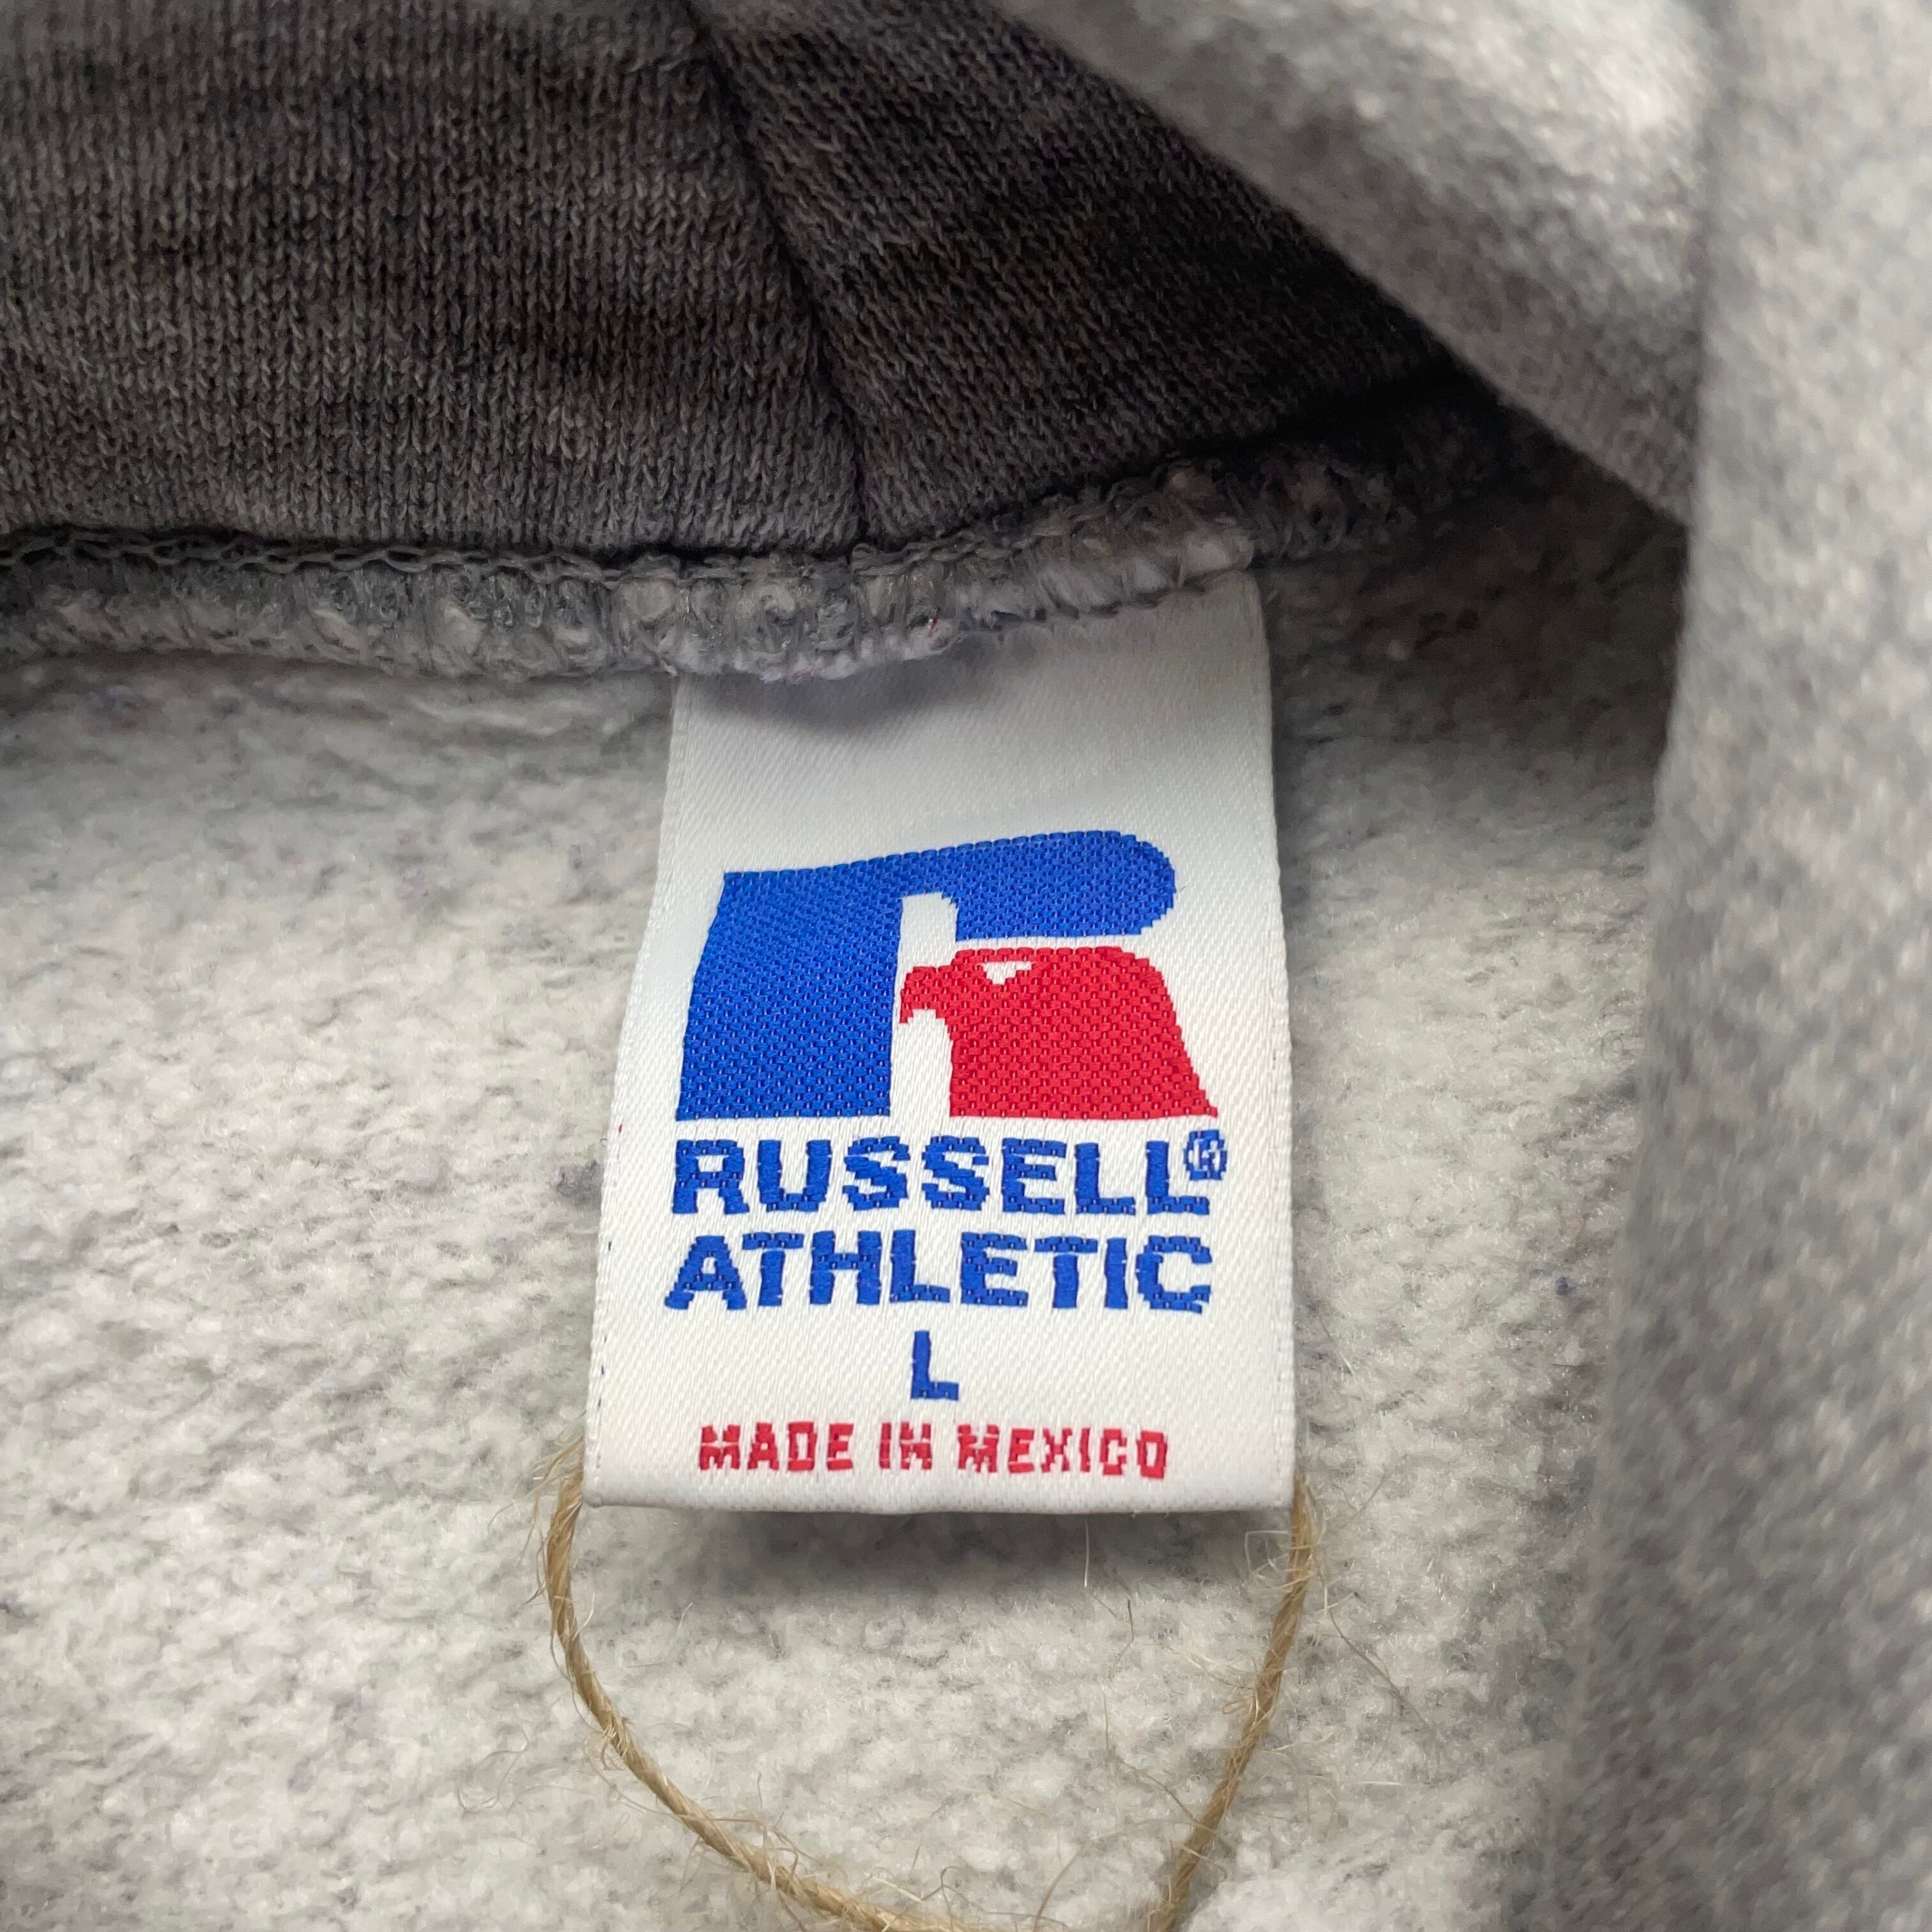 RUSSELL®
ATHLETIC
L
MADE IN MEXICO